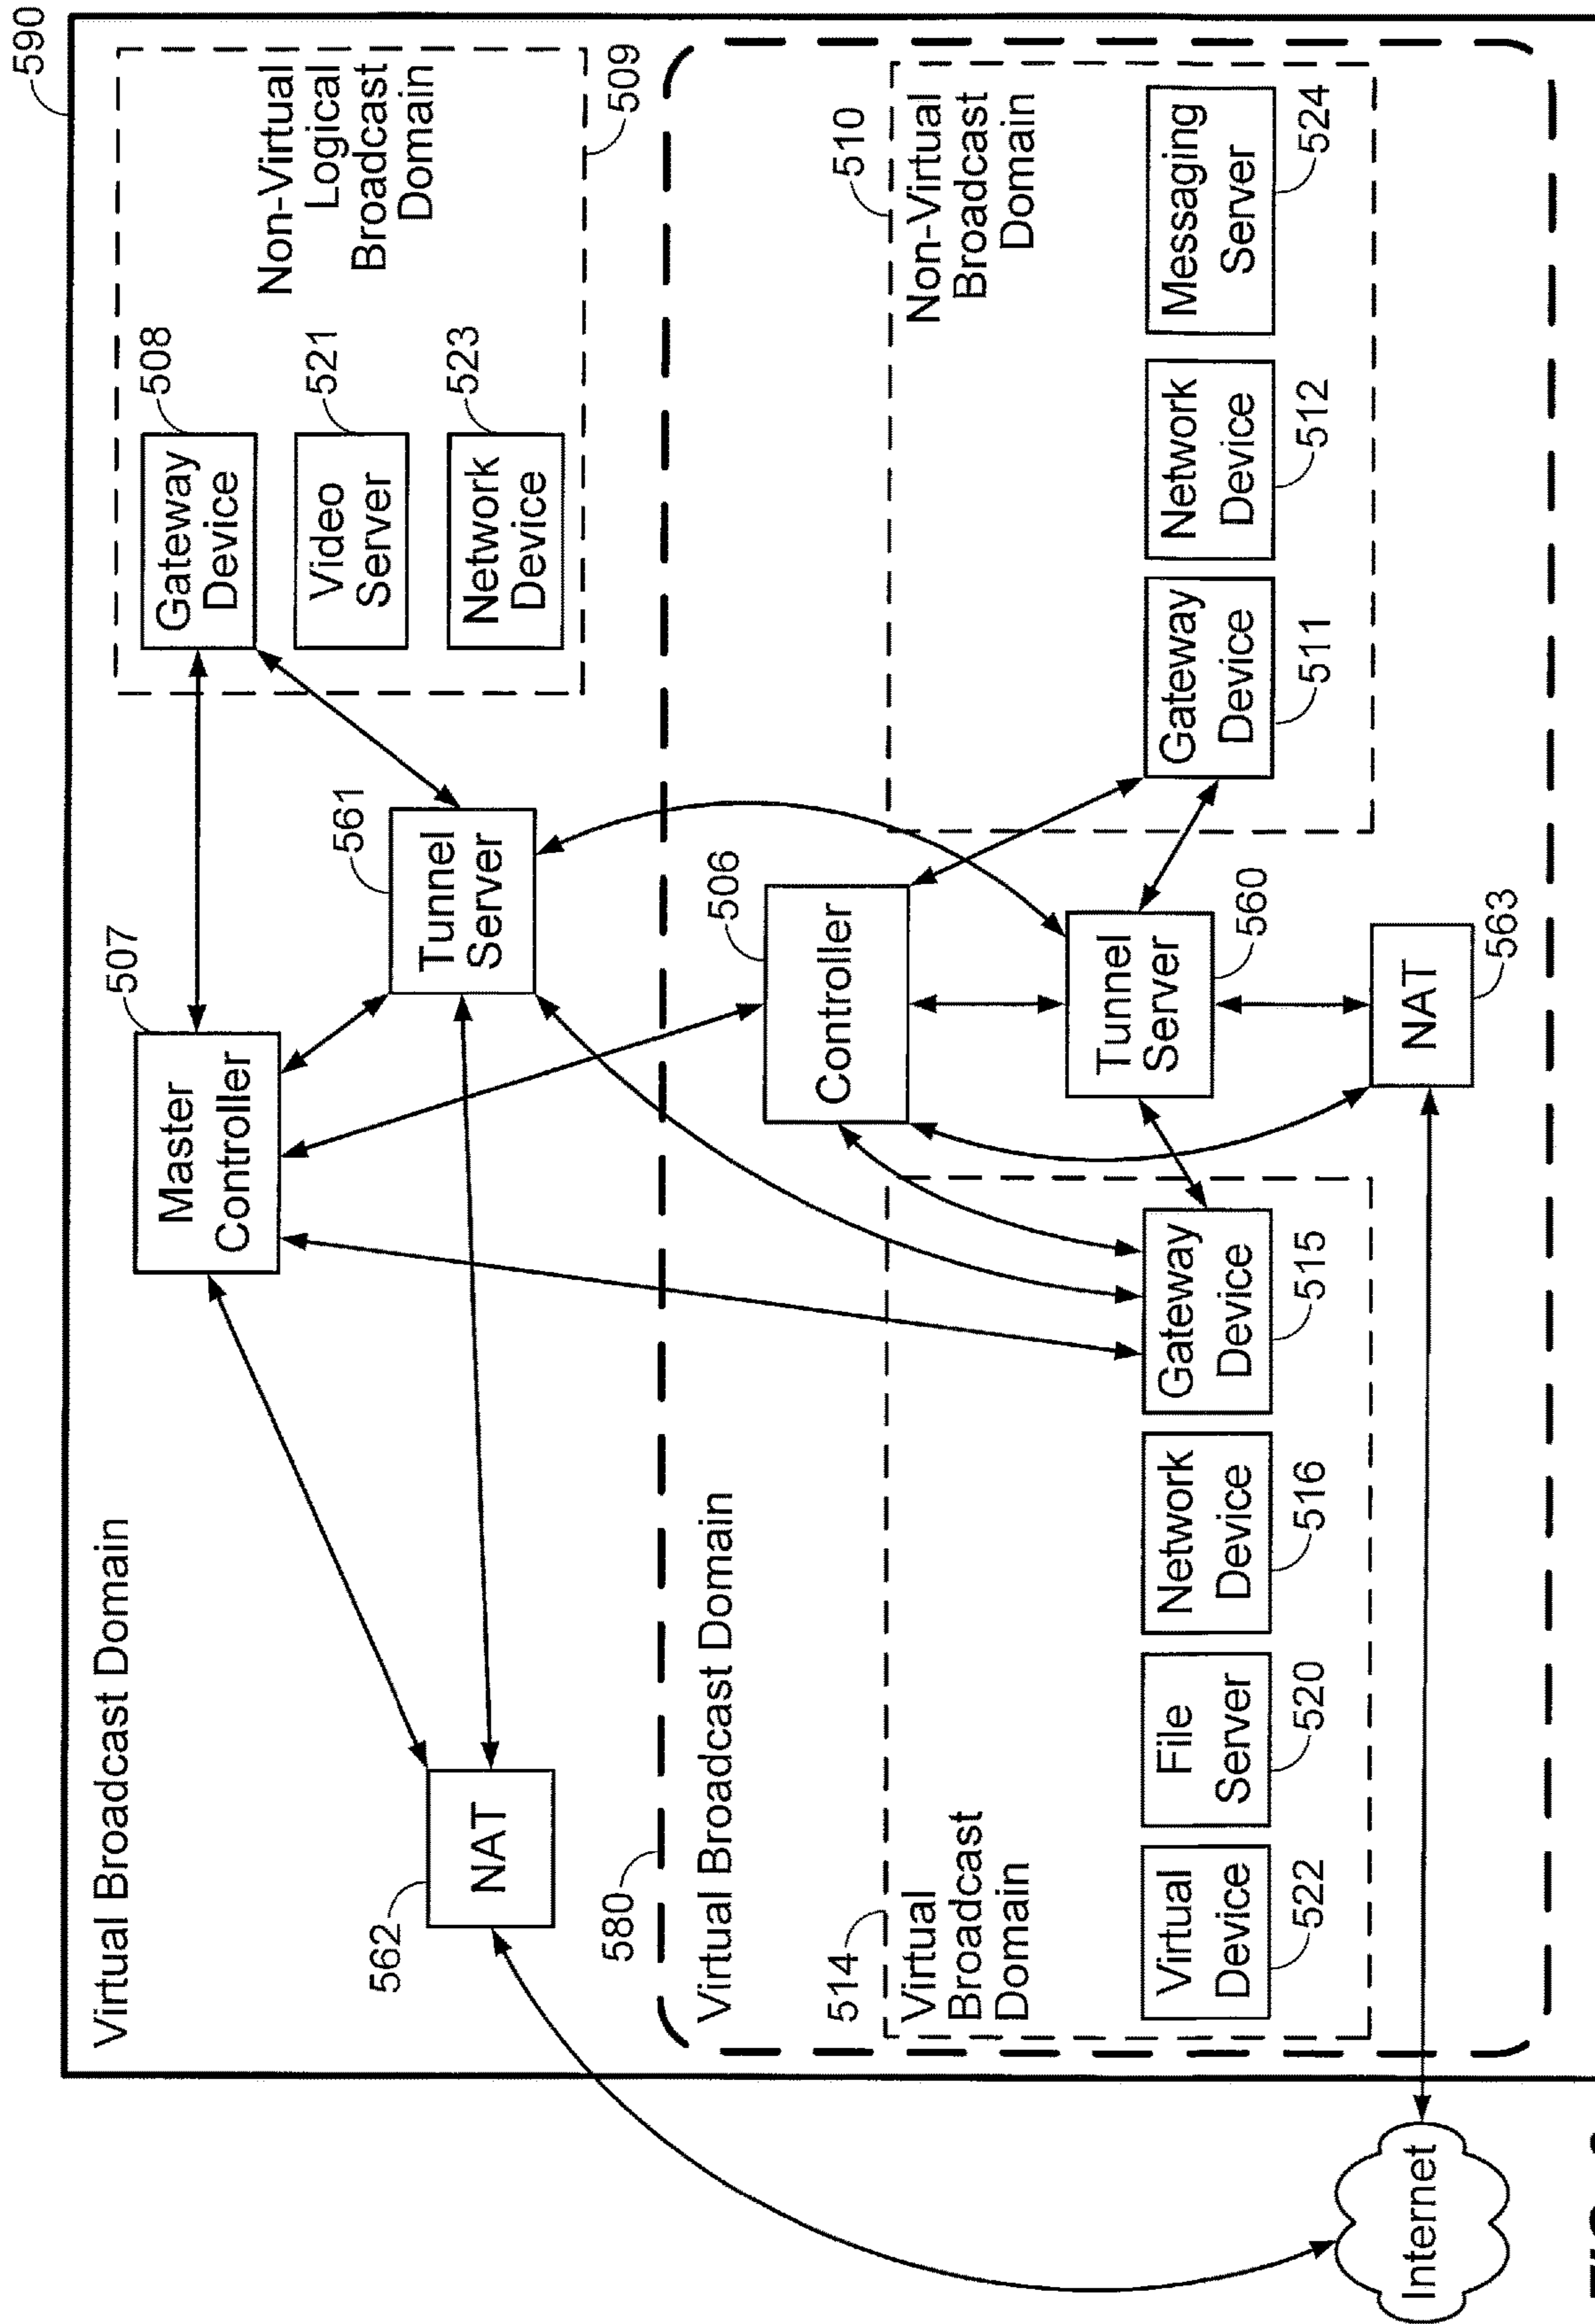 590
Virtual Broadcast Domain
507
Master
Controller
508
Gateway
Device
521
Video
Server
523
Network
Device
Non-Virtual
Logical
Broadcast
Domain
509
561
Tunnel
Server
562
NAT
580
Virtual Broadcast Domain
506
Controller
514
Virtual
Broadcast
Domain
510
Non-Virtual
Broadcast
Domain
Virtual
Device
522
File
Server
520
Network
Device
516
Gateway
Device
515
Tunnel
Server
560
Gateway
Device
511
Network
Device
512
Messaging
Server
524
NAT
563
Internet